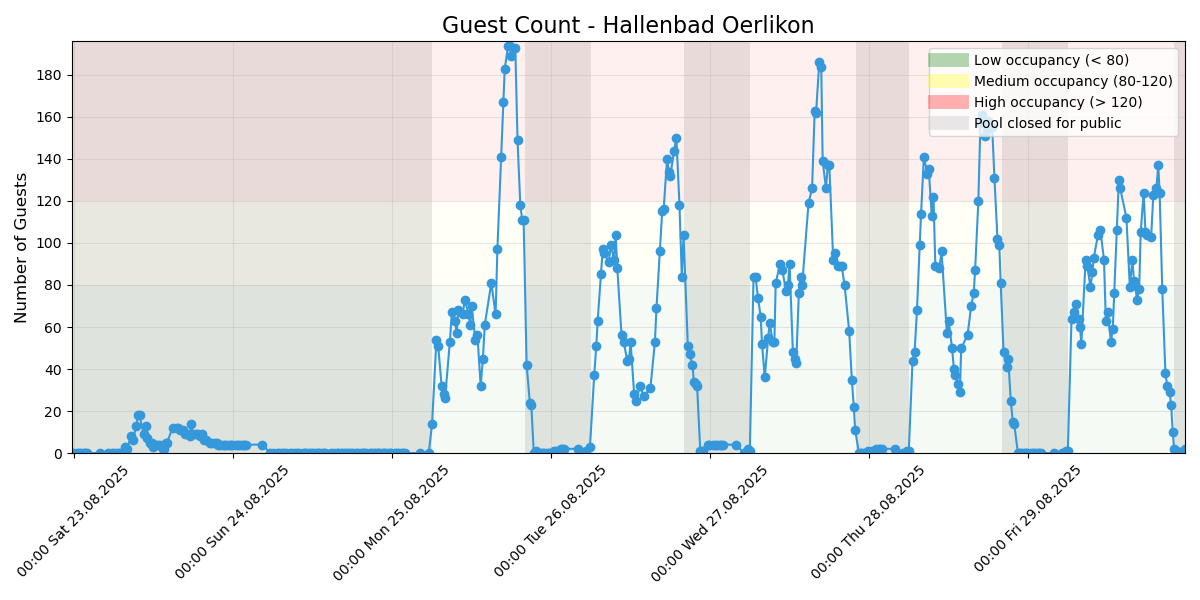 Guest Count - Hallenbad Oerlikon
Number of Guests
180
160
140
120
100
80
60
40
20
0
Low occupancy (< 80)
Medium occupancy (80-120)
High occupancy (> 120)
Pool closed for public
00:00 Sat 23.08.2025
00:00 Sun 24.08.2025
00:00 Mon 25.08.2025
00:00 Tue 26.08.2025
00:00 Wed 27.08.2025
00:00 Thu 28.08.2025
00:00 Fri 29.08.2025